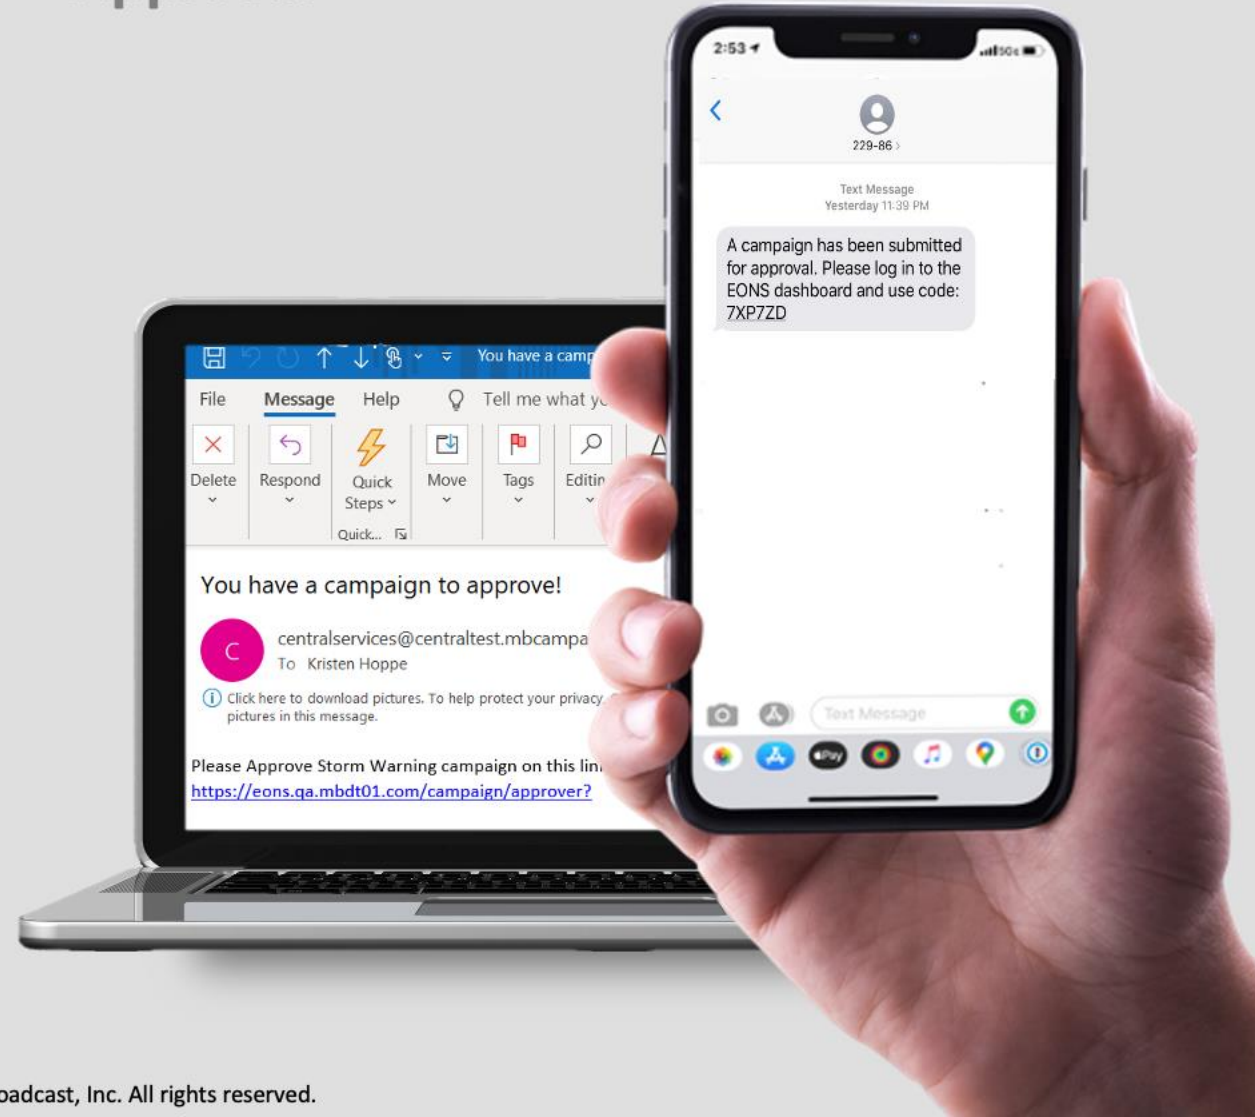 2:53
5G
229-86
Text Message
Yesterday 11:39 PM
A campaign has been submitted
for approval. Please log in to the
EONS dashboard and use code:
7XP7ZD
Text Message
Pay
You have a camp
File Message Help Tell me what yo
Delete Respond Quick Steps Move Tags Editin
Quick...
You have a campaign to approve!
C
centralservices@centraltest.mbcampa
To Kristen Hoppe
Click here to download pictures. To help protect your privacy,
pictures in this message.
Please Approve Storm Warning campaign on this lin
https://eons.qa.mbdt01.com/campaign/approver?
oadcast, Inc. All rights reserved.